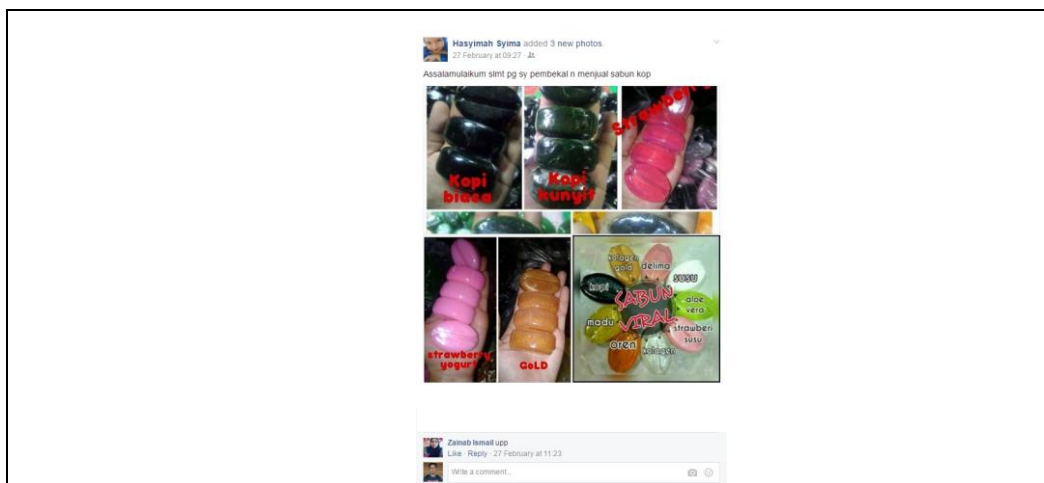 Hasyimah Syima added 3 new photos.
27 February at 09:27
Assalamulaikum slmt pg sy pembekal n menjual sabun kop
Kopi
biasa
Kopi
kunyit
Strawberi
strawberry
yogurt
GOLD
kolagen
gold
delima
susu
kopi
SABUN
VIRAL
aloe
vera
madu
strawberi
susu
oren
kolagen
Zainab Ismail upp
Like · Reply · 27 February at 11:23
Write a comment...